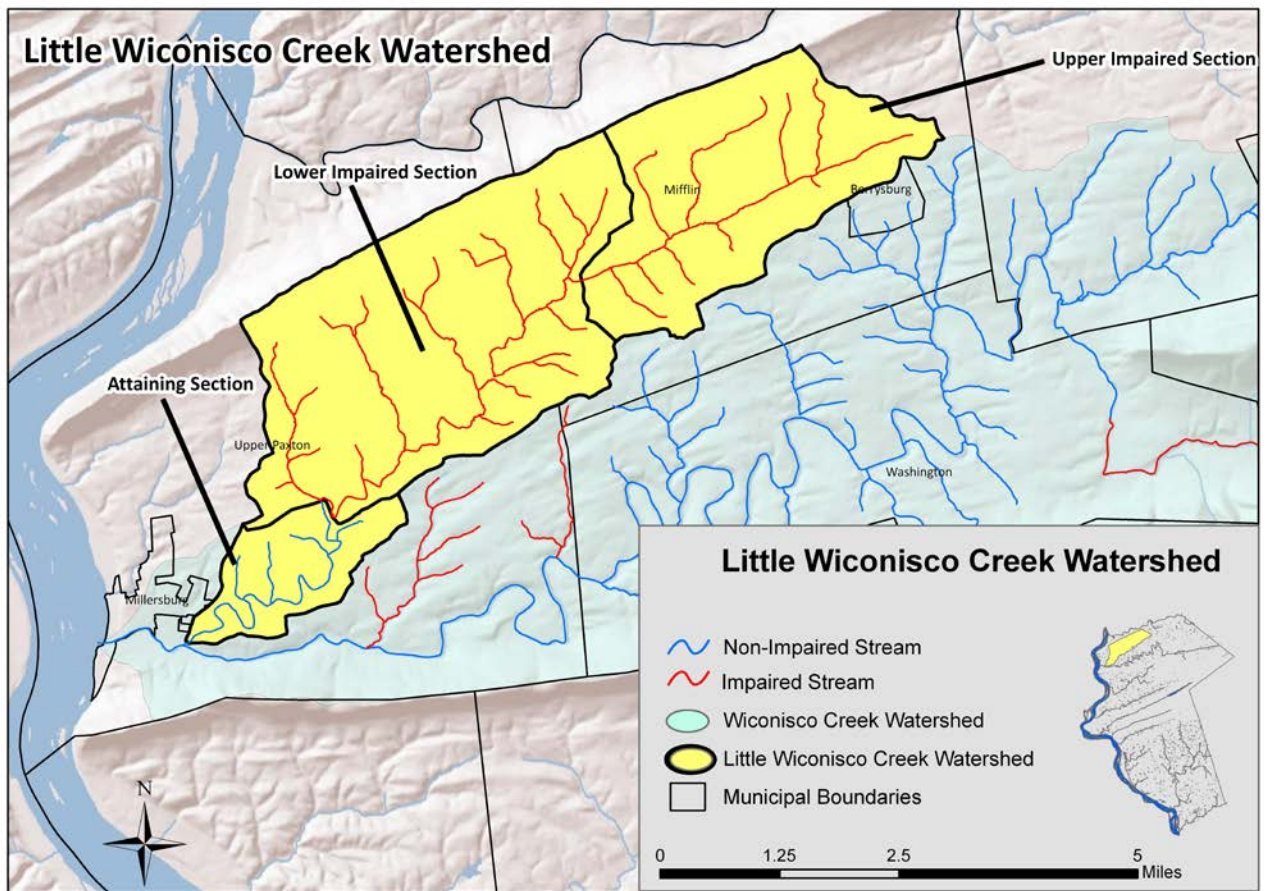 Little Wiconisco Creek Watershed
Upper Impaired Section
Lower Impaired Section
Mifflin
Berrysburg
Attaining Section
Upper Paxton
Washington
Millersburg
Little Wiconisco Creek Watershed
Non-Impaired Stream
Impaired Stream
Wiconisco Creek Watershed
Little Wiconisco Creek Watershed
Municipal Boundaries
N
0 1.25 2.5 5
Miles